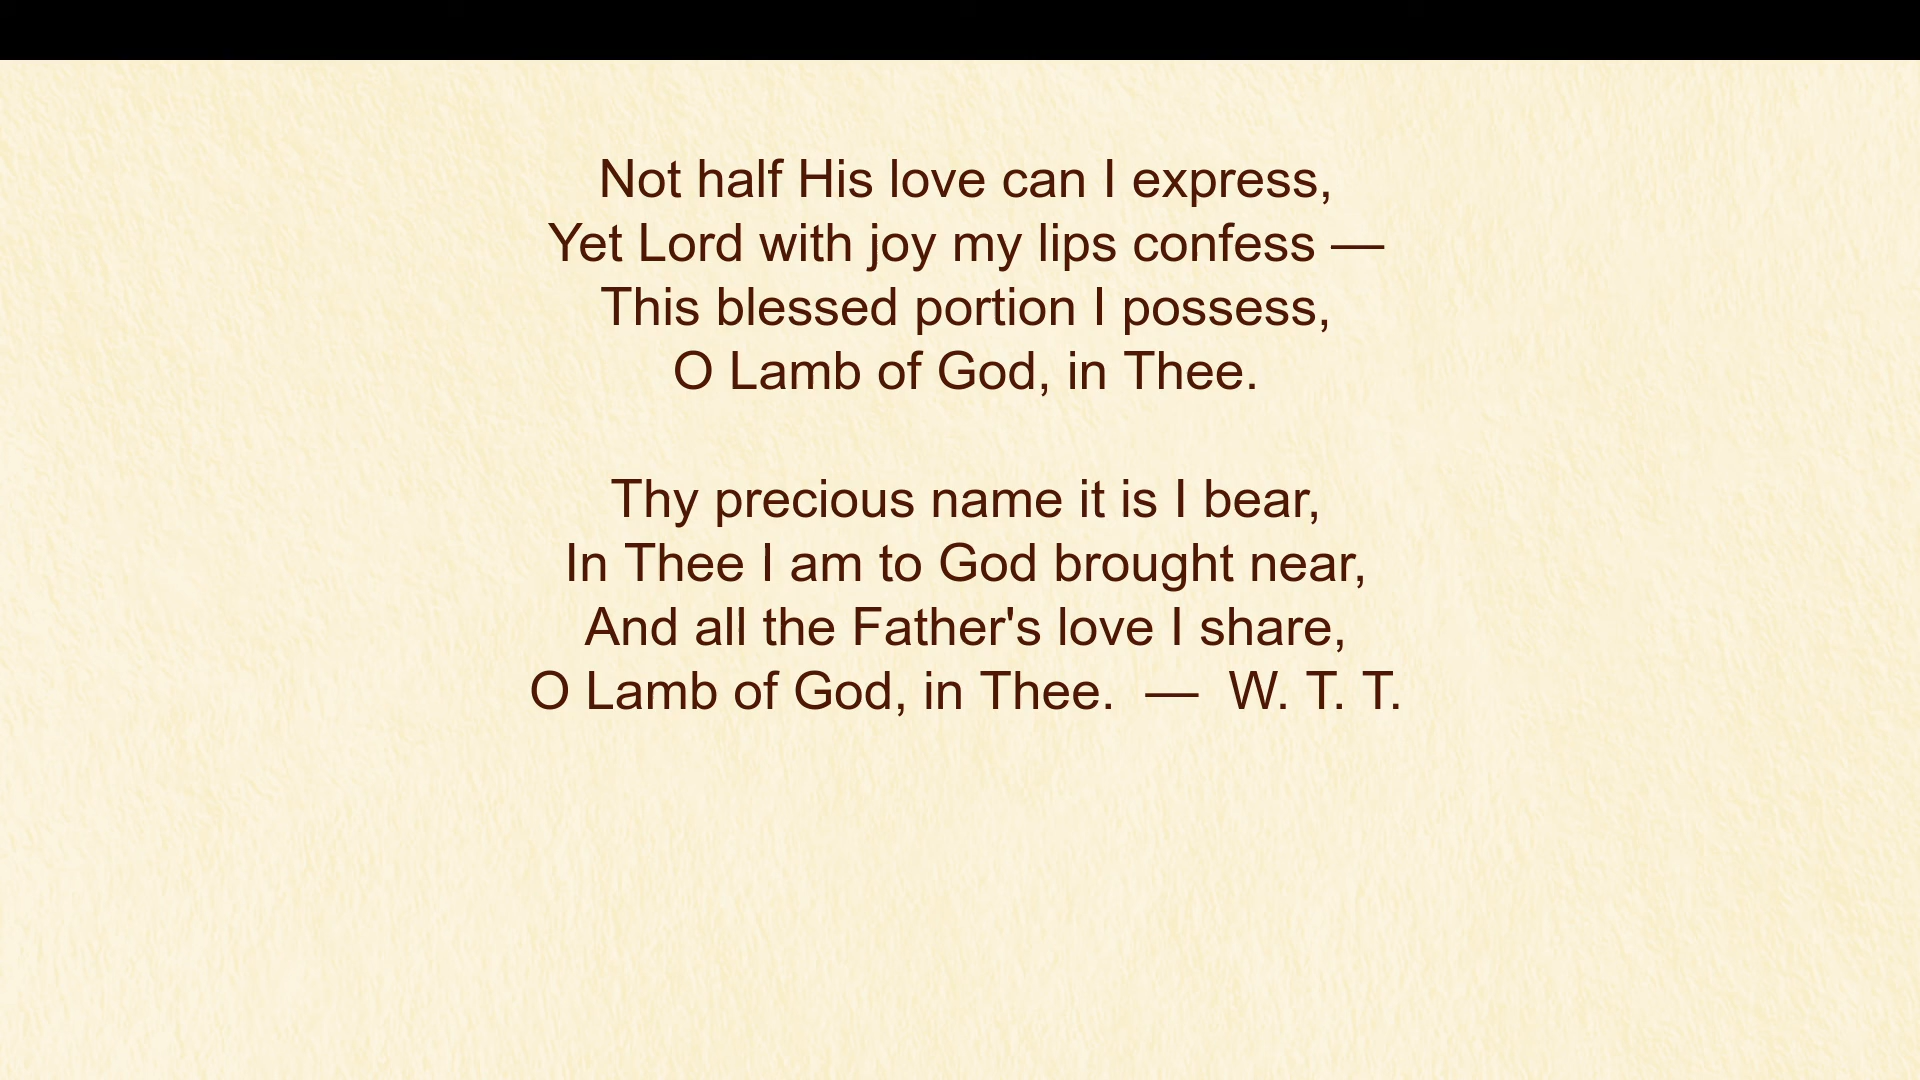 Not half His love can I express,
Yet Lord with joy my lips confess —
This blessed portion I possess,
O Lamb of God, in Thee.
Thy precious name it is I bear,
In Thee I am to God brought near,
And all the Father's love I share,
O Lamb of God, in Thee.  —  W. T. T.